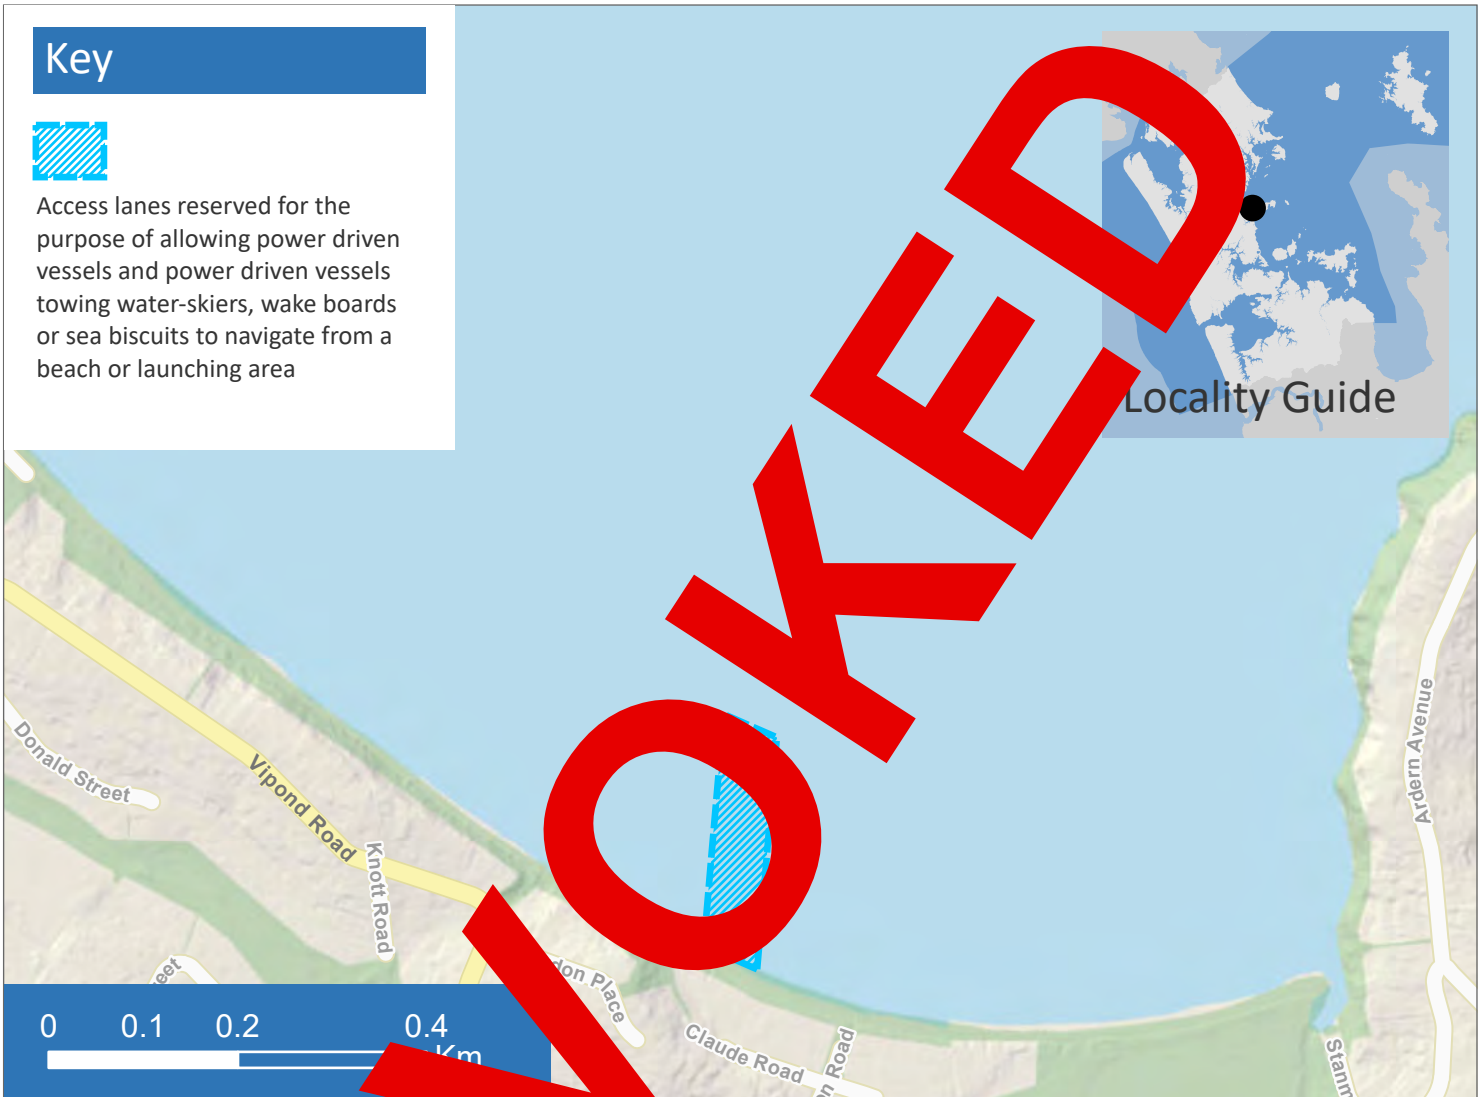 Key
Access lanes reserved for the
purpose of allowing power driven
vessels and power driven vessels
towing water-skiers, wake boards
or sea biscuits to navigate from a
beach or launching area
Locality Guide
VOKED
Donald Street
Vipond Road
Knott Road
Ardern Avenue
Place
Claude Road
Road
0 0.1 0.2 0.4
Km